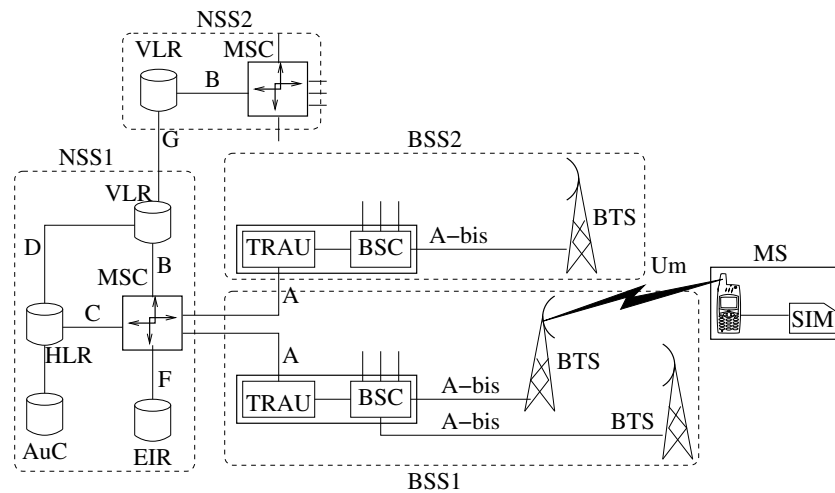 NSS2
VLR MSC
B
G
BSS2
NSS1
VLR
BTS
TRAU BSC A−bis
D
B
Um
MS
MSC
A
C
SIM
HLR
A
BTS
F
A−bis
TRAU BSC
A−bis
BTS
AuC
EIR
BSS1